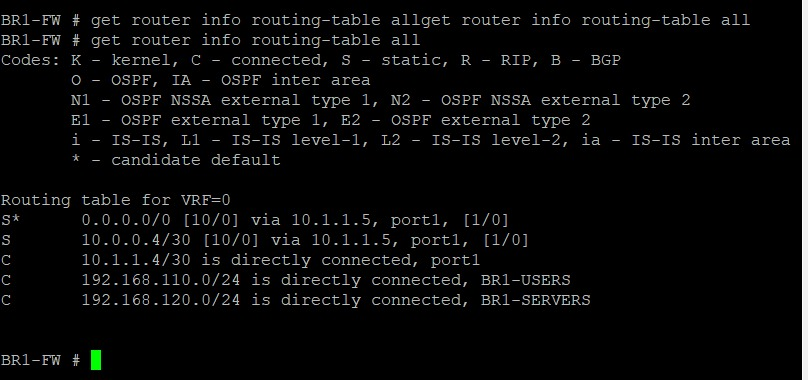 BR1-FW # get router info routing-table allget router info routing-table all
BR1-FW # get router info routing-table all
Codes: K - kernel, C - connected, S - static, R - RIP, B - BGP
       O - OSPF, IA - OSPF inter area
       N1 - OSPF NSSA external type 1, N2 - OSPF NSSA external type 2
       E1 - OSPF external type 1, E2 - OSPF external type 2
       i - IS-IS, L1 - IS-IS level-1, L2 - IS-IS level-2, ia - IS-IS inter area
       * - candidate default
Routing table for VRF=0
S*      0.0.0.0/0 [10/0] via 10.1.1.5, port1, [1/0]
S       10.0.0.4/30 [10/0] via 10.1.1.5, port1, [1/0]
C       10.1.1.4/30 is directly connected, port1
C       192.168.110.0/24 is directly connected, BR1-USERS
C       192.168.120.0/24 is directly connected, BR1-SERVERS
BR1-FW #